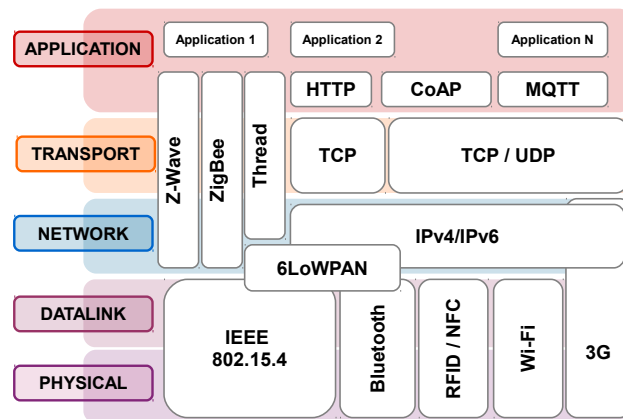 APPLICATION
Application 1
Application 2
Application N
HTTP
CoAP
MQTT
TRANSPORT
Z-Wave
ZigBee
Thread
TCP
TCP / UDP
NETWORK
IPv4/IPv6
6LoWPAN
DATALINK
IEEE
802.15.4
Bluetooth
RFID / NFC
Wi-Fi
3G
PHYSICAL